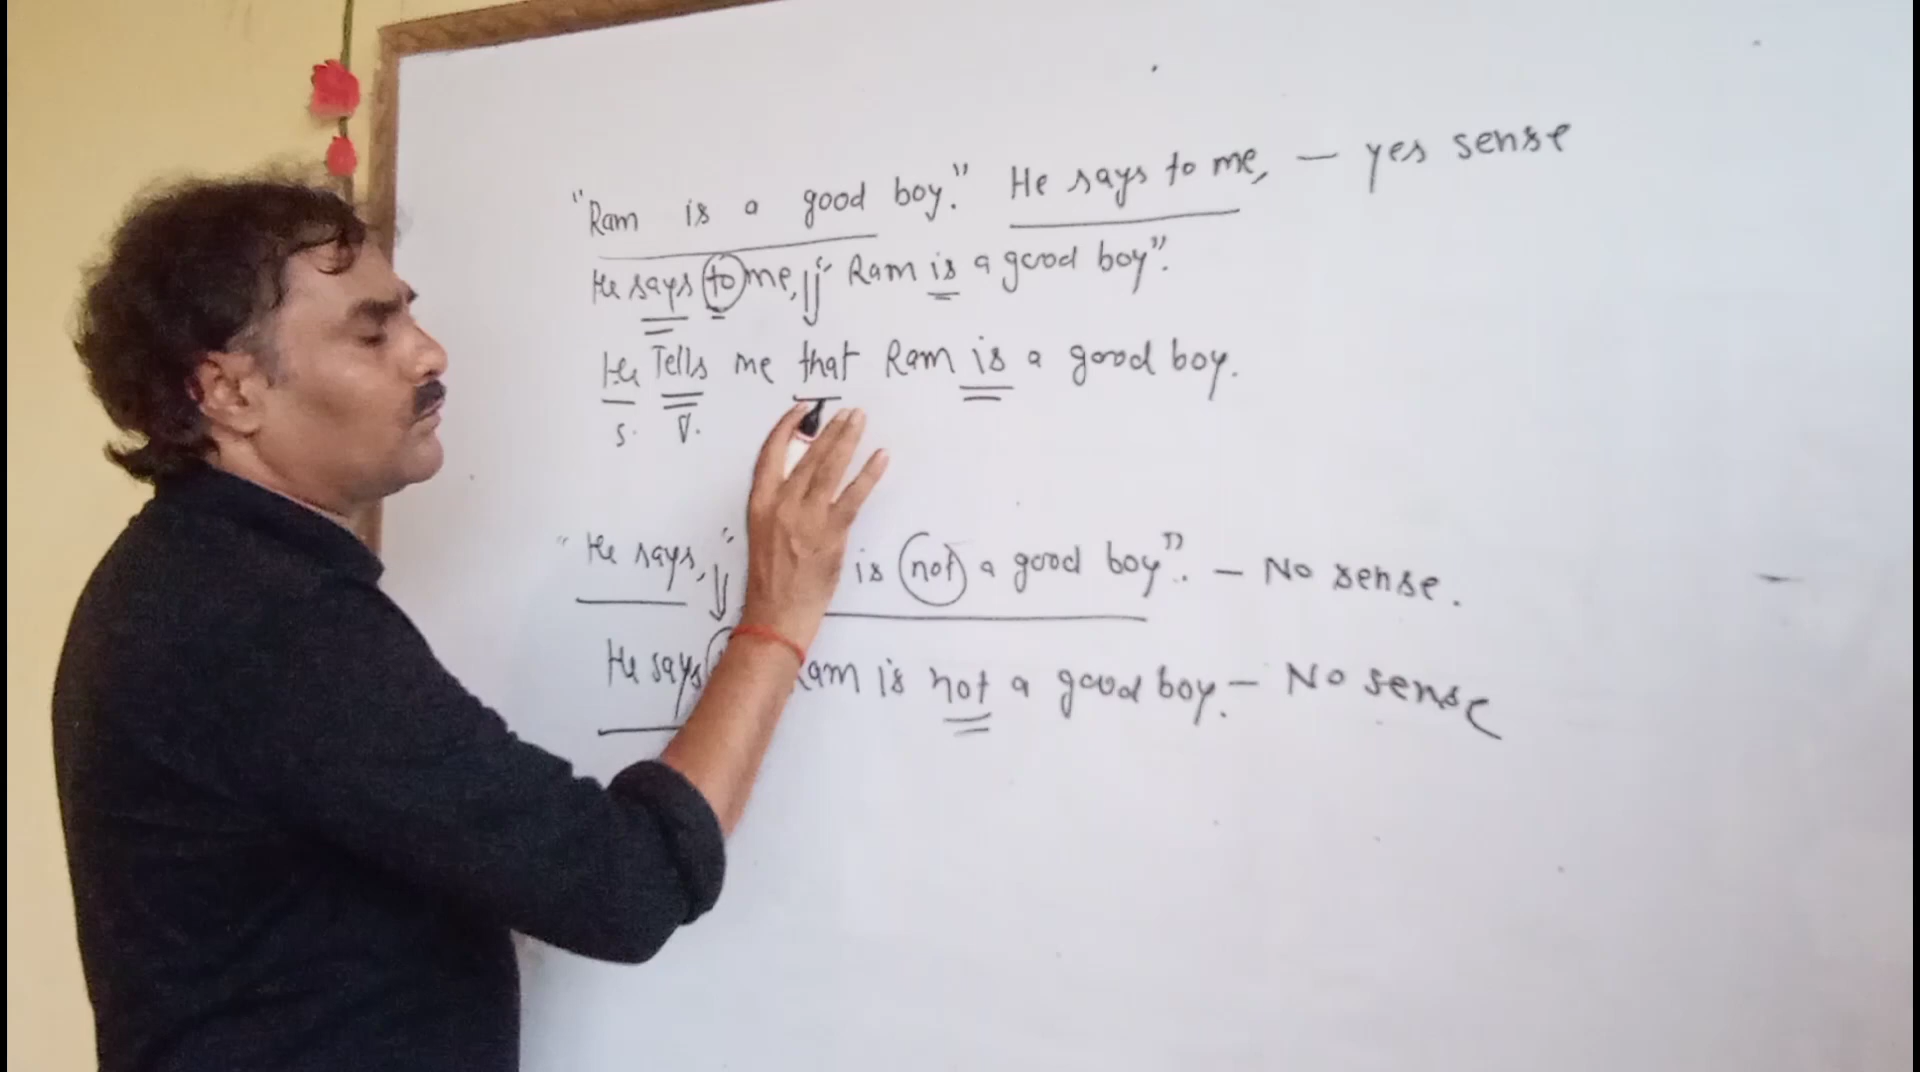 "Ram is a good boy." He says to me, — yes sense
He says to me, " Ram is a good boy".
He Tells me that Ram is a good boy.
S. V.
" He says, " is not a good boy". — No sense.
He says Ram is not a good boy. — No sense